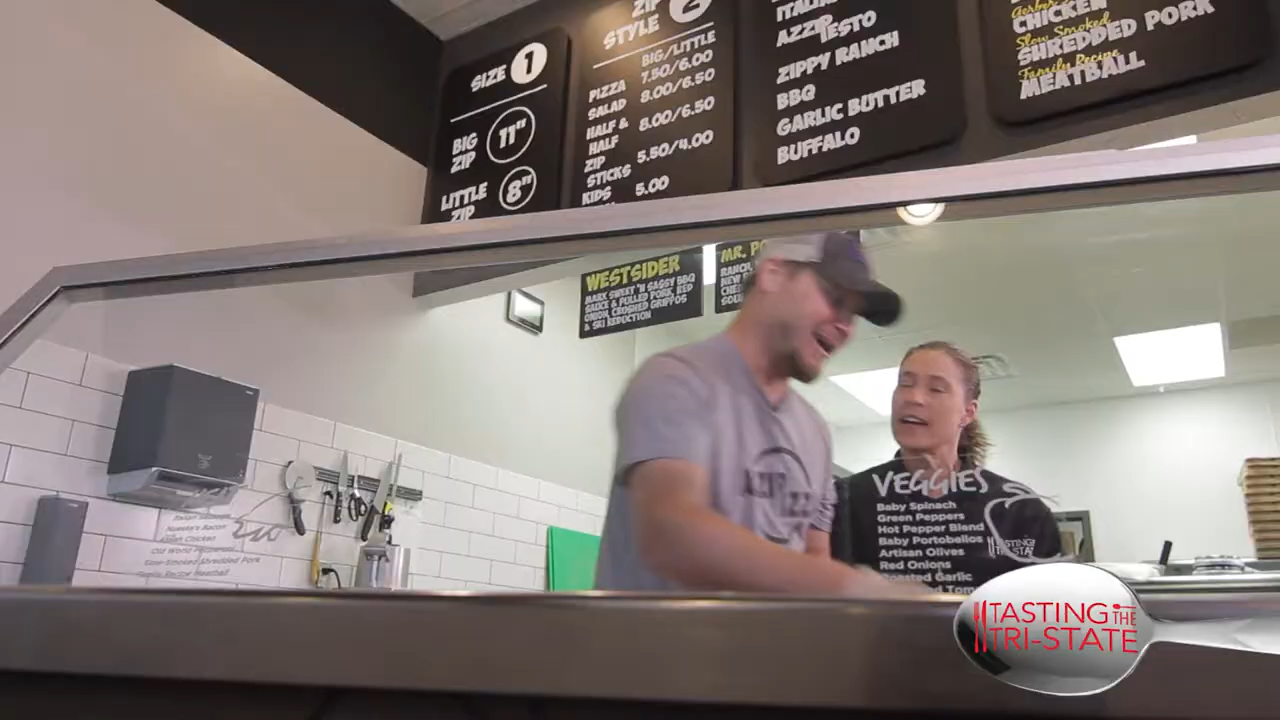 SIZE 1
BIG ZIP 11"
LITTLE ZIP 8"
ZIP STYLE 2
BIG/LITTLE
PIZZA 7.50/6.00
SALAD 8.00/6.50
HALF & HALF 8.00/6.50
ZIP STICKS 5.50/4.00
KIDS 5.00
AZZIP
ZIPPY RANCH
BBQ
GARLIC BUTTER
BUFFALO
CHICKEN
Slow Smoked
SHREDDED PORK
Family Recipe
MEATBALL
WESTSIDER
MARK SWEET 'N SASSY BBQ
SAUCE & PULLED PORK, RED
ONION, CRUSHED GRIPPOS
& SKI REDUCTION
MR.
RANCH,
NEW
VEGGIES
Baby Spinach
Green Peppers
Hot Pepper Blend
Baby Portobellos
Artisan Olives
Red Onions
Roasted Garlic
Old World Pepperoni
Slow-Smoked Shredded Pork
Family Recipe Meatball
TASTING THE
TRI-STATE